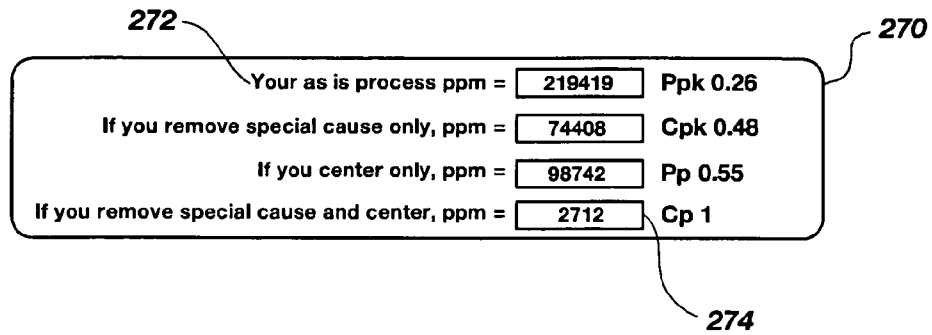 272
270
Your as is process ppm = 219419 Ppk 0.26
If you remove special cause only, ppm = 74408 Cpk 0.48
If you center only, ppm = 98742 Pp 0.55
If you remove special cause and center, ppm = 2712 Cp 1
274